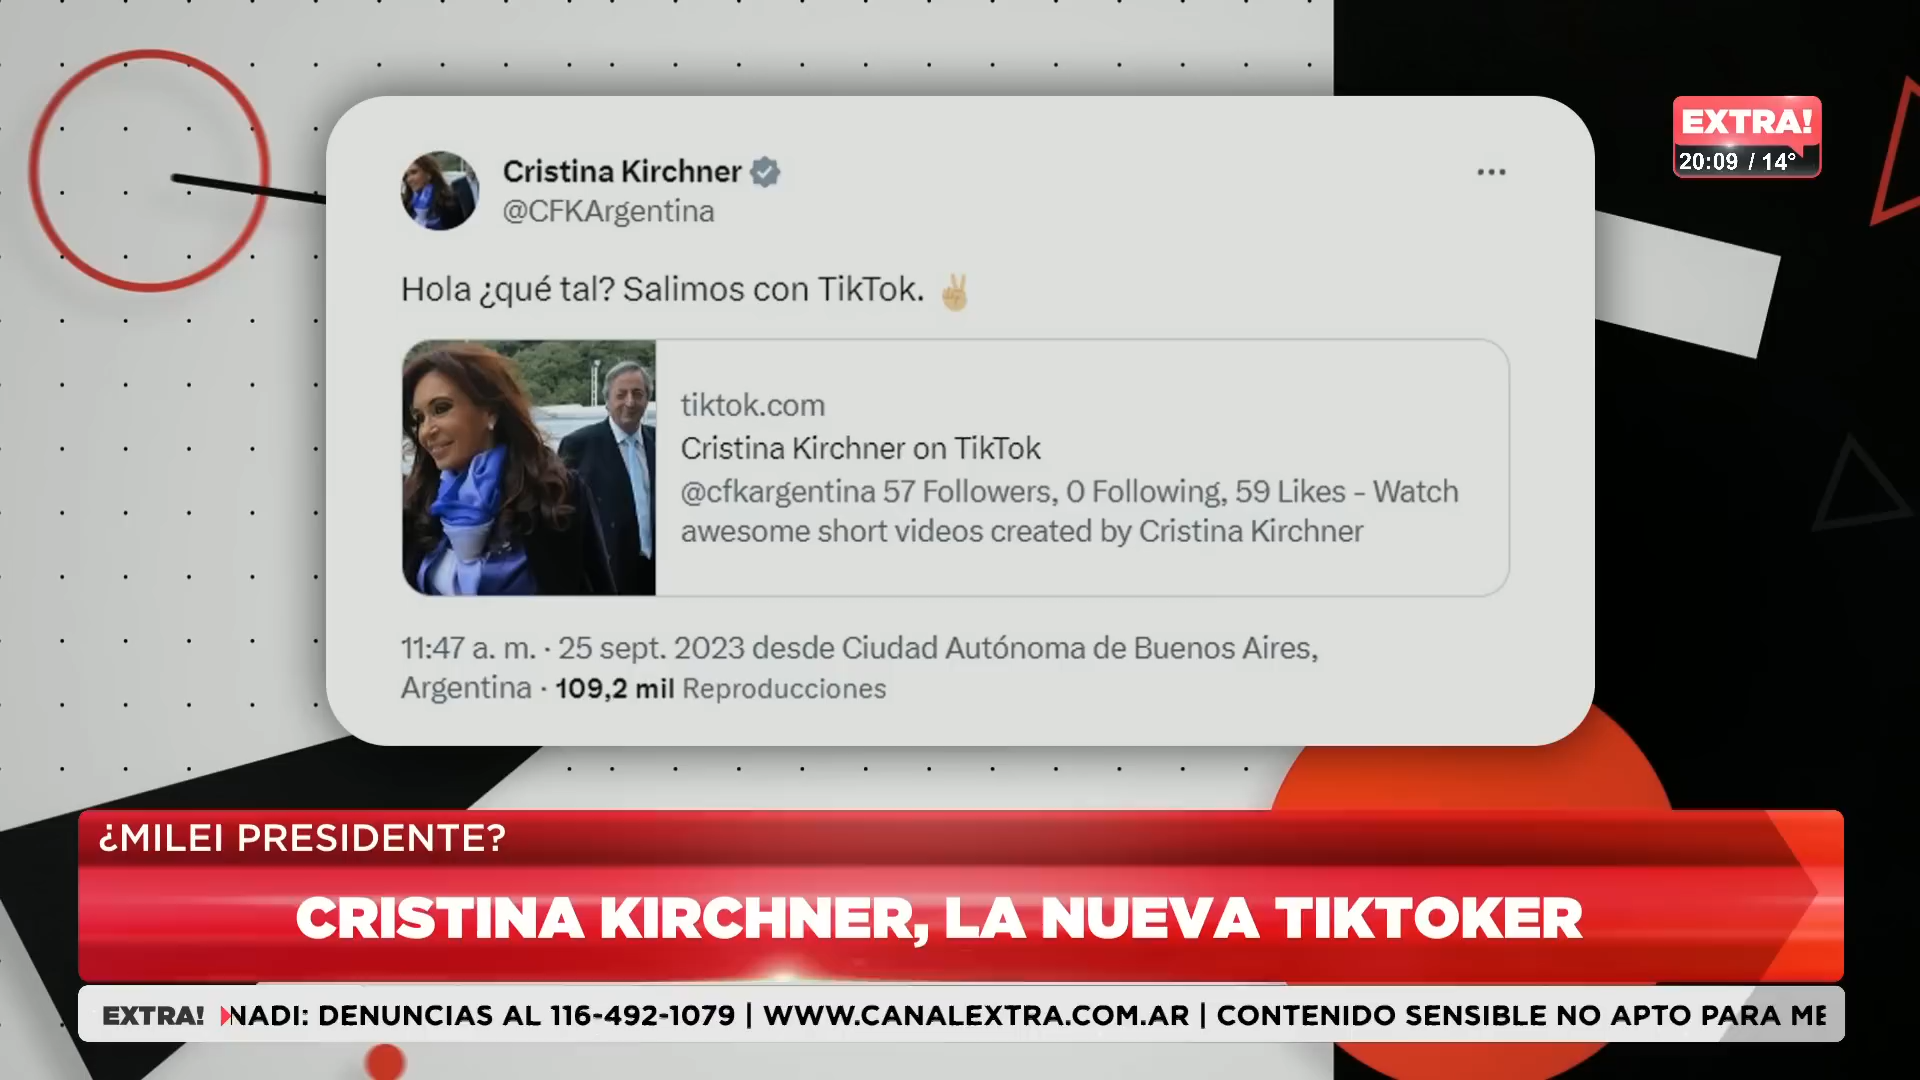 EXTRA!
20:09 / 14°
Cristina Kirchner
@CFKArgentina
Hola ¿qué tal? Salimos con TikTok. ✌🏼
tiktok.com
Cristina Kirchner on TikTok
@cfkargentina 57 Followers, 0 Following, 59 Likes - Watch
awesome short videos created by Cristina Kirchner
11:47 a. m. · 25 sept. 2023 desde Ciudad Autónoma de Buenos Aires,
Argentina · 109,2 mil Reproducciones
¿MILEI PRESIDENTE?
CRISTINA KIRCHNER, LA NUEVA TIKTOKER
EXTRA! NADI: DENUNCIAS AL 116-492-1079 | WWW.CANALEXTRA.COM.AR | CONTENIDO SENSIBLE NO APTO PARA ME